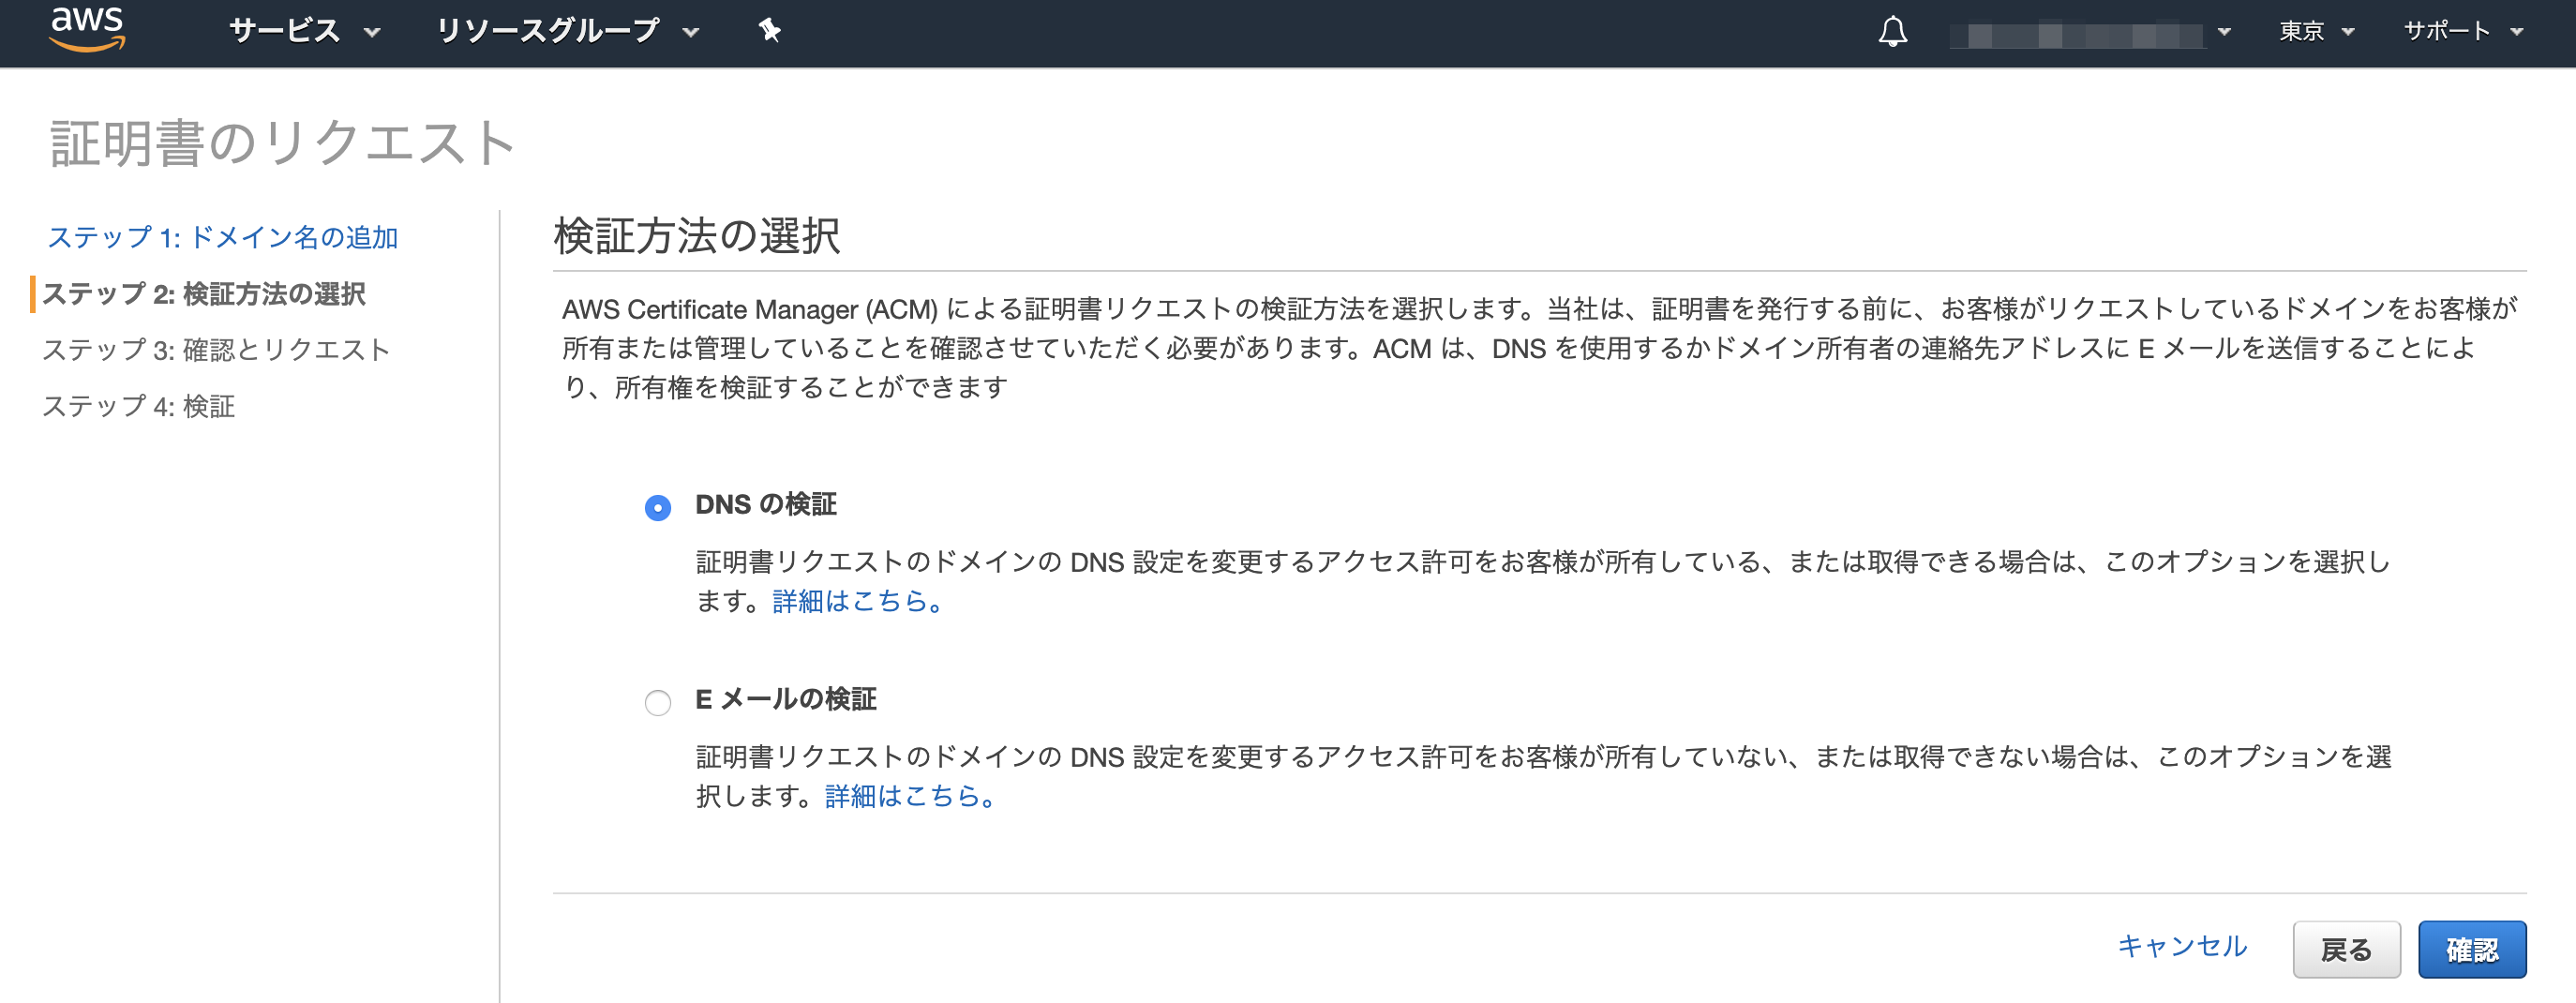 aws サービス リソースグループ 東京 サポート
証明書のリクエスト
ステップ 1: ドメイン名の追加
ステップ 2: 検証方法の選択
ステップ 3: 確認とリクエスト
ステップ 4: 検証
検証方法の選択
AWS Certificate Manager (ACM) による証明書リクエストの検証方法を選択します。当社は、証明書を発行する前に、お客様がリクエストしているドメインをお客様が
所有または管理していることを確認させていただく必要があります。ACM は、DNS を使用するかドメイン所有者の連絡先アドレスに E メールを送信することによ
り、所有権を検証することができます
DNS の検証
証明書リクエストのドメインの DNS 設定を変更するアクセス許可をお客様が所有している、または取得できる場合は、このオプションを選択し
ます。詳細はこちら。
E メールの検証
証明書リクエストのドメインの DNS 設定を変更するアクセス許可をお客様が所有していない、または取得できない場合は、このオプションを選
択します。詳細はこちら。
キャンセル 戻る 確認